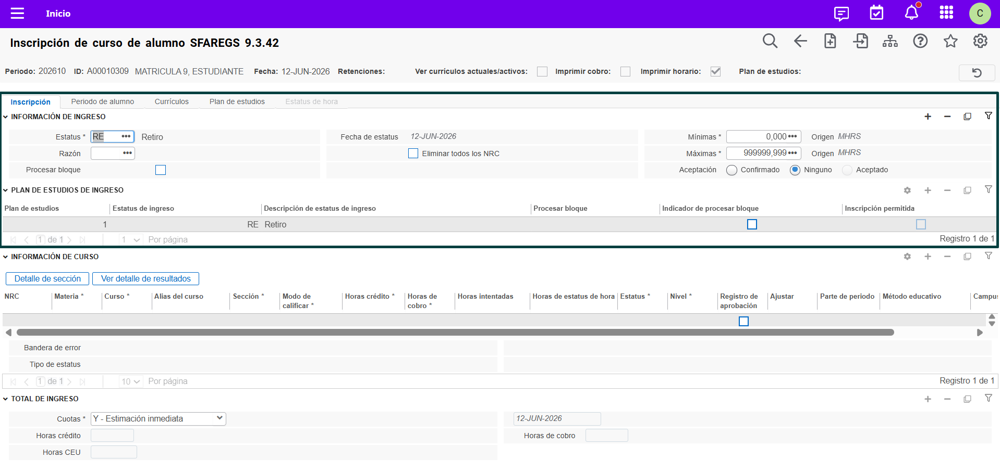 Inicio
C
Inscripción de curso de alumno SFAREGS 9.3.42
Periodo: 202610 ID: A00010309 MATRICULA 9, ESTUDIANTE Fecha: 12-JUN-2026 Retenciones: Ver currículos actuales/activos: Imprimir cobro: Imprimir horario: Plan de estudios:
Inscripción Periodo de alumno Currículos Plan de estudios Estatus de hora
INFORMACIÓN DE INGRESO
Estatus * RE Retiro Fecha de estatus 12-JUN-2026 Mínimas * 0,000 Origen MHRS
Razón Eliminar todos los NRC Máximas * 999999,999 Origen MHRS
Procesar bloque Aceptación Confirmado Ninguno Aceptado
PLAN DE ESTUDIOS DE INGRESO
Plan de estudios Estatus de ingreso Descripción de estatus de ingreso Procesar bloque Indicador de procesar bloque Inscripción permitida
1 RE Retiro
1 de 1 1 Por página Registro 1 de 1
INFORMACIÓN DE CURSO
Detalle de sección Ver detalle de resultados
NRC Materia * Curso * Alias del curso Sección * Modo de calificar * Horas crédito * Horas de cobro * Horas intentadas Horas de estatus de hora Estatus * Nivel * Registro de aprobación Ajustar Parte de periodo Método educativo Campus
Bandera de error
Tipo de estatus
1 de 1 10 Por página Registro 1 de 1
TOTAL DE INGRESO
Cuotas * Y - Estimación inmediata 12-JUN-2026
Horas crédito Horas de cobro
Horas CEU